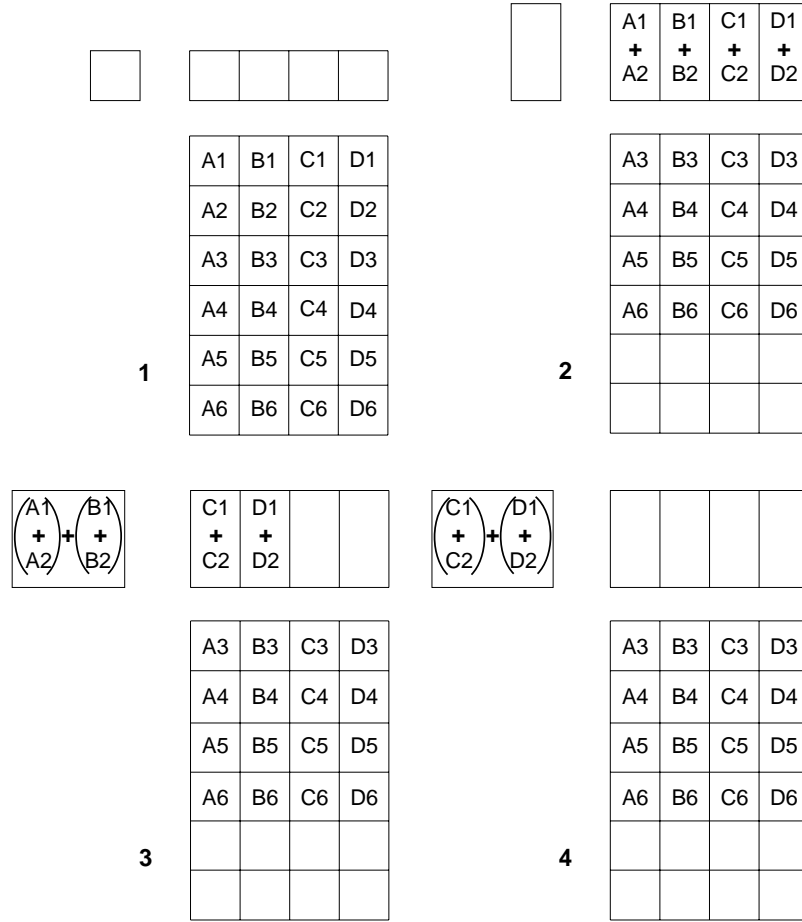 A1 B1 C1 D1
+ + + +
A2 B2 C2 D2
A1 B1 C1 D1
A2 B2 C2 D2
A3 B3 C3 D3
A4 B4 C4 D4
A5 B5 C5 D5
A6 B6 C6 D6
1
A3 B3 C3 D3
A4 B4 C4 D4
A5 B5 C5 D5
A6 B6 C6 D6
2
(A1 + A2) + (B1 + B2)
C1 D1
+ +
C2 D2
A3 B3 C3 D3
A4 B4 C4 D4
A5 B5 C5 D5
A6 B6 C6 D6
3
(C1 + C2) + (D1 + D2)
A3 B3 C3 D3
A4 B4 C4 D4
A5 B5 C5 D5
A6 B6 C6 D6
4